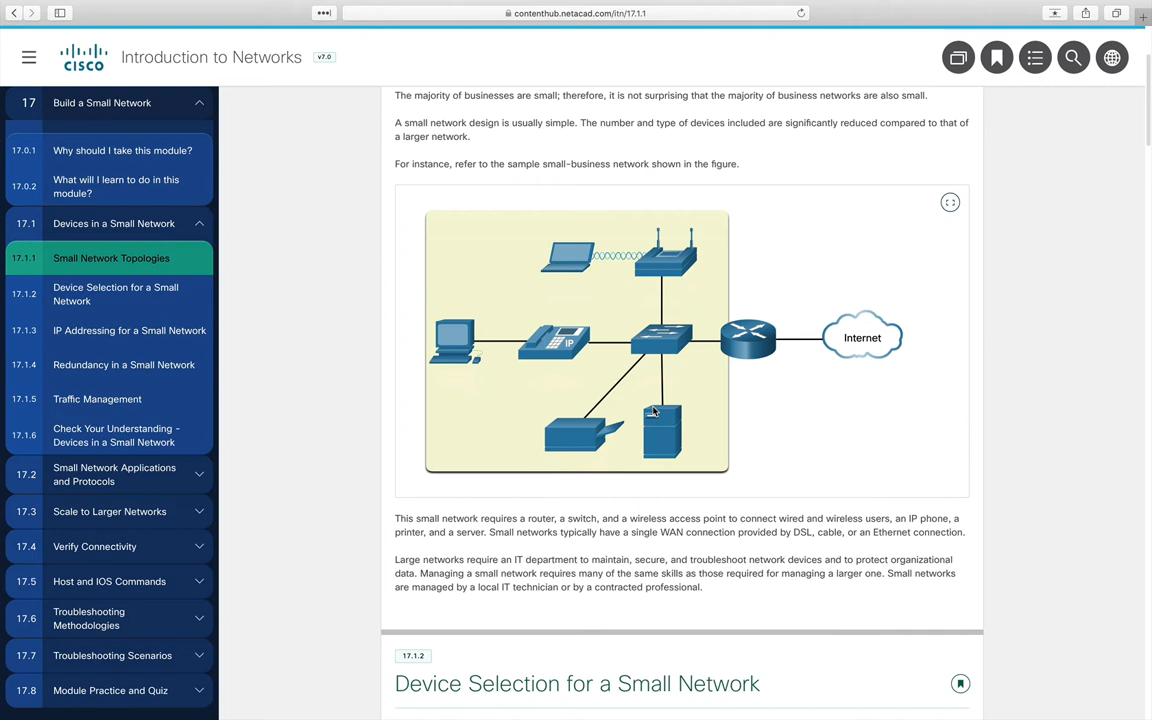 contenthub.netacad.com/itn/17.1.1
CISCO
Introduction to Networks
v7.0
17 Build a Small Network
17.0.1 Why should I take this module?
17.0.2 What will I learn to do in this
module?
17.1 Devices in a Small Network
17.1.1 Small Network Topologies
17.1.2 Device Selection for a Small
Network
17.1.3 IP Addressing for a Small Network
17.1.4 Redundancy in a Small Network
17.1.5 Traffic Management
17.1.6 Check Your Understanding -
Devices in a Small Network
17.2 Small Network Applications
and Protocols
17.3 Scale to Larger Networks
17.4 Verify Connectivity
17.5 Host and IOS Commands
17.6 Troubleshooting
Methodologies
17.7 Troubleshooting Scenarios
17.8 Module Practice and Quiz
The majority of businesses are small; therefore, it is not surprising that the majority of business networks are also small.
A small network design is usually simple. The number and type of devices included are significantly reduced compared to that of
a larger network.
For instance, refer to the sample small-business network shown in the figure.
IP
Internet
This small network requires a router, a switch, and a wireless access point to connect wired and wireless users, an IP phone, a
printer, and a server. Small networks typically have a single WAN connection provided by DSL, cable, or an Ethernet connection.
Large networks require an IT department to maintain, secure, and troubleshoot network devices and to protect organizational
data. Managing a small network requires many of the same skills as those required for managing a larger one. Small networks
are managed by a local IT technician or by a contracted professional.
17.1.2
Device Selection for a Small Network